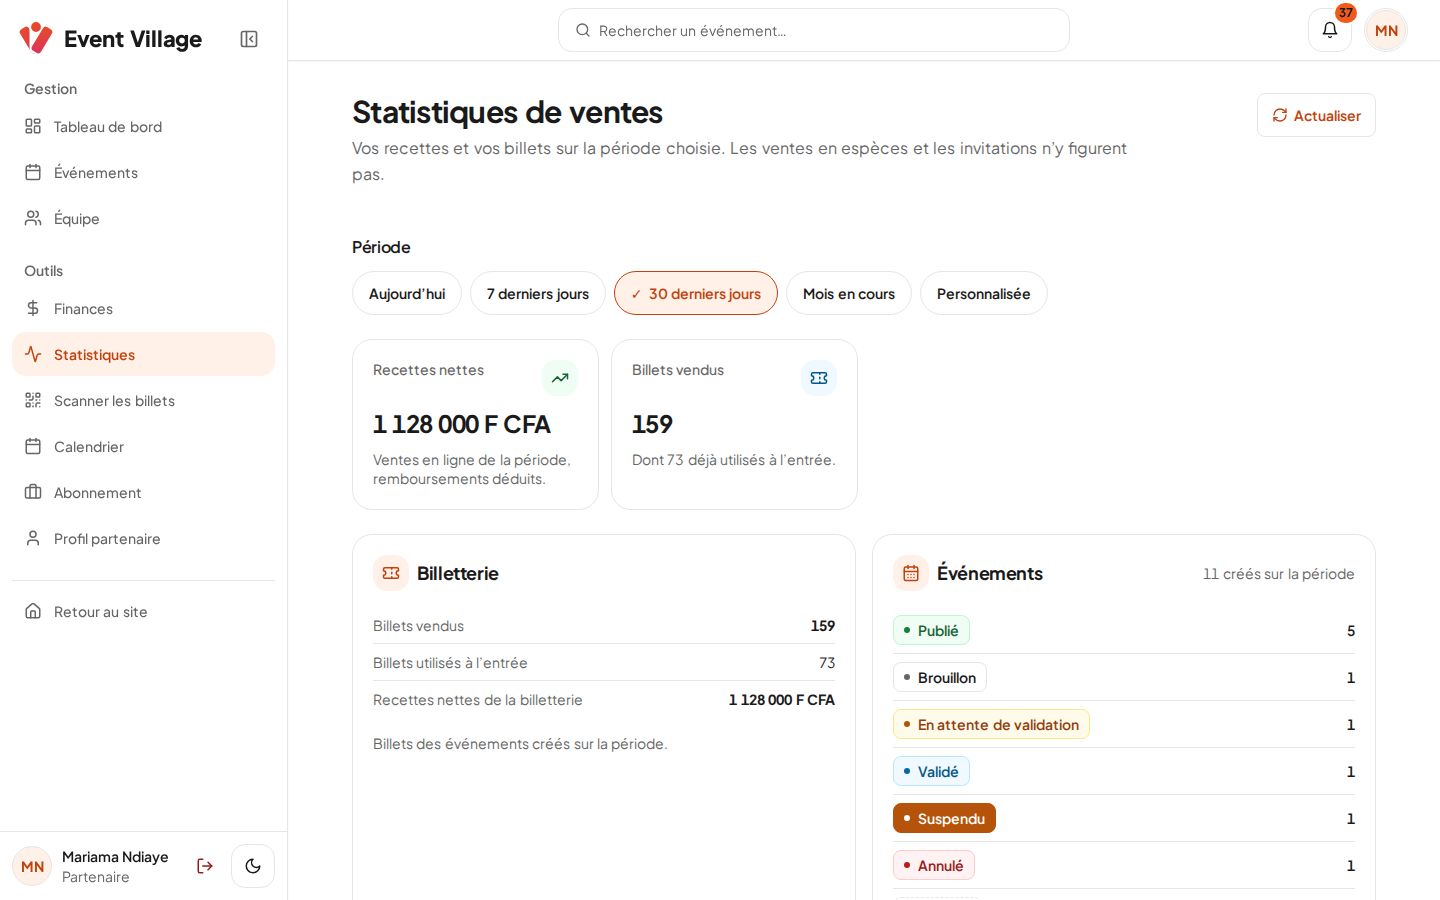 Event Village
Rechercher un événement…
37
MN
Gestion
Tableau de bord
Événements
Équipe
Outils
Finances
Statistiques
Scanner les billets
Calendrier
Abonnement
Profil partenaire
Retour au site
MN
Mariama Ndiaye
Partenaire
Statistiques de ventes
Actualiser
Vos recettes et vos billets sur la période choisie. Les ventes en espèces et les invitations n’y figurent
pas.
Période
Aujourd’hui
7 derniers jours
✓ 30 derniers jours
Mois en cours
Personnalisée
Recettes nettes
1 128 000 F CFA
Ventes en ligne de la période,
remboursements déduits.
Billets vendus
159
Dont 73 déjà utilisés à l’entrée.
Billetterie
Billets vendus 159
Billets utilisés à l’entrée 73
Recettes nettes de la billetterie 1 128 000 F CFA
Billets des événements créés sur la période.
Événements
11 créés sur la période
Publié 5
Brouillon 1
En attente de validation 1
Validé 1
Suspendu 1
Annulé 1